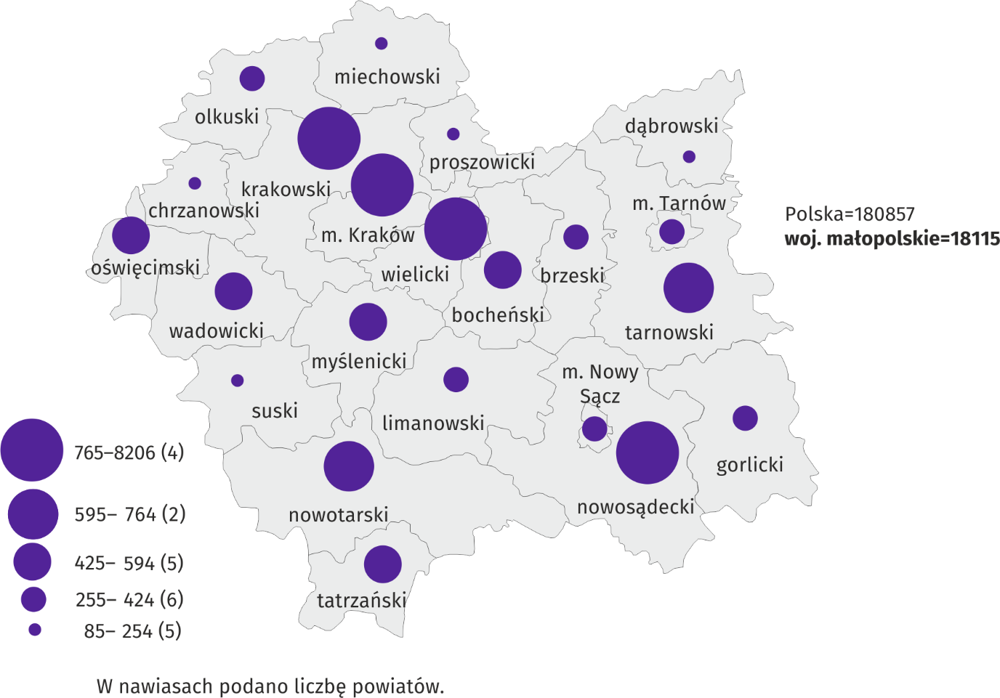 miechowski
olkuski
dąbrowski
proszowicki
krakowski
m. Tarnów
chrzanowski
Polska=180857
woj. małopolskie=18115
m. Kraków
oświęcimski
wielicki
brzeski
bocheński
wadowicki
tarnowski
myślenicki
m. Nowy
Sącz
suski
limanowski
gorlicki
nowosądecki
nowotarski
tatrzański
765–8206 (4)
595– 764 (2)
425– 594 (5)
255– 424 (6)
85– 254 (5)
W nawiasach podano liczbę powiatów.